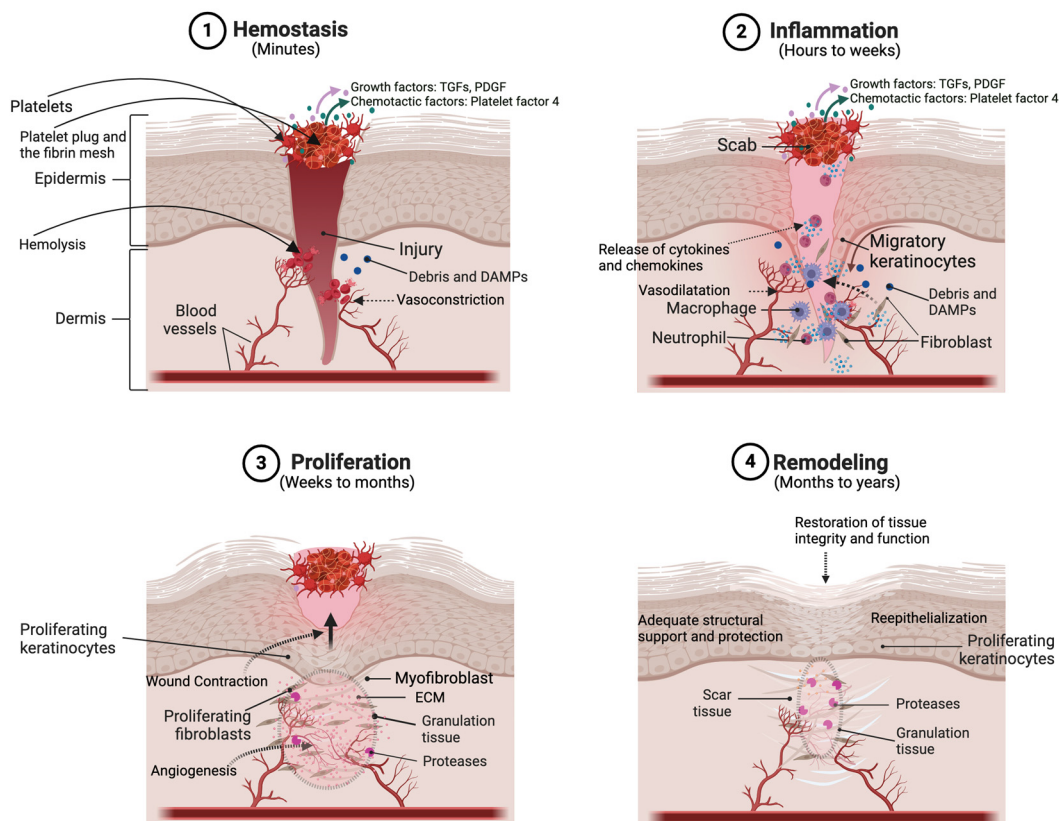 1 Hemostasis
(Minutes)
Growth factors: TGFs, PDGF
Chemotactic factors: Platelet factor 4
Platelets
Platelet plug and
the fibrin mesh
Epidermis
Hemolysis
Injury
Debris and DAMPs
Vasoconstriction
Dermis
Blood
vessels
2 Inflammation
(Hours to weeks)
Growth factors: TGFs, PDGF
Chemotactic factors: Platelet factor 4
Scab
Release of cytokines
and chemokines
Migratory
keratinocytes
Vasodilatation
Macrophage
Debris and
DAMPs
Neutrophil
Fibroblast
3 Proliferation
(Weeks to months)
Proliferating
keratinocytes
Wound Contraction
Myofibroblast
ECM
Proliferating
fibroblasts
Granulation
tissue
Angiogenesis
Proteases
4 Remodeling
(Months to years)
Restoration of tissue
integrity and function
Adequate structural
support and protection
Reepithelialization
Proliferating
keratinocytes
Scar
tissue
Proteases
Granulation
tissue